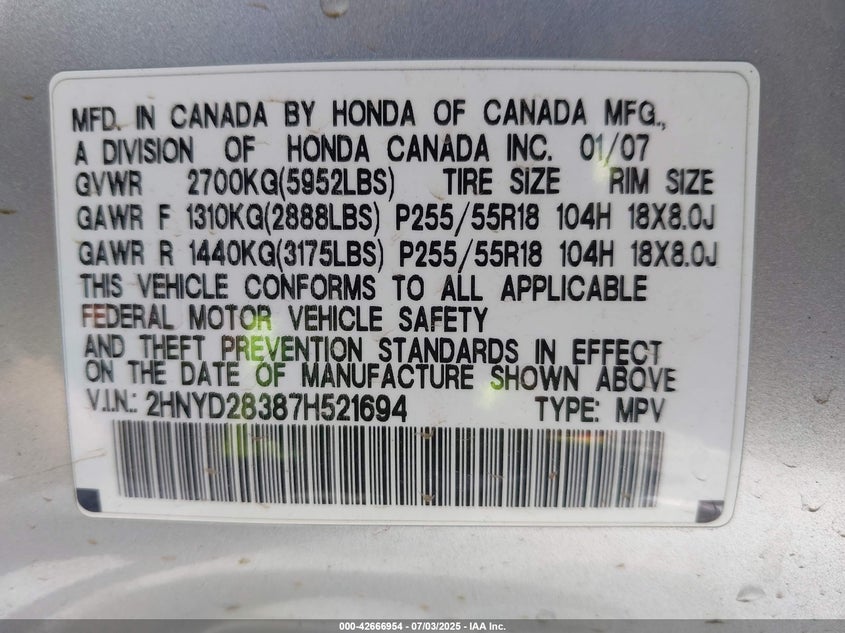 MFD. IN CANADA BY HONDA OF CANADA MFG.,
A DIVISION OF HONDA CANADA INC. 01/07
GVWR 2700KG(5952LBS) TIRE SIZE RIM SIZE
GAWR F 1310KG(2888LBS) P255/55R18 104H 18X8.0J
GAWR R 1440KG(3175LBS) P255/55R18 104H 18X8.0J
THIS VEHICLE CONFORMS TO ALL APPLICABLE
FEDERAL MOTOR VEHICLE SAFETY
AND THEFT PREVENTION STANDARDS IN EFFECT
ON THE DATE OF MANUFACTURE SHOWN ABOVE
V.I.N.: 2HNYD28387H521694 TYPE: MPV
000-42666954 - 07/03/2025 - IAA Inc.